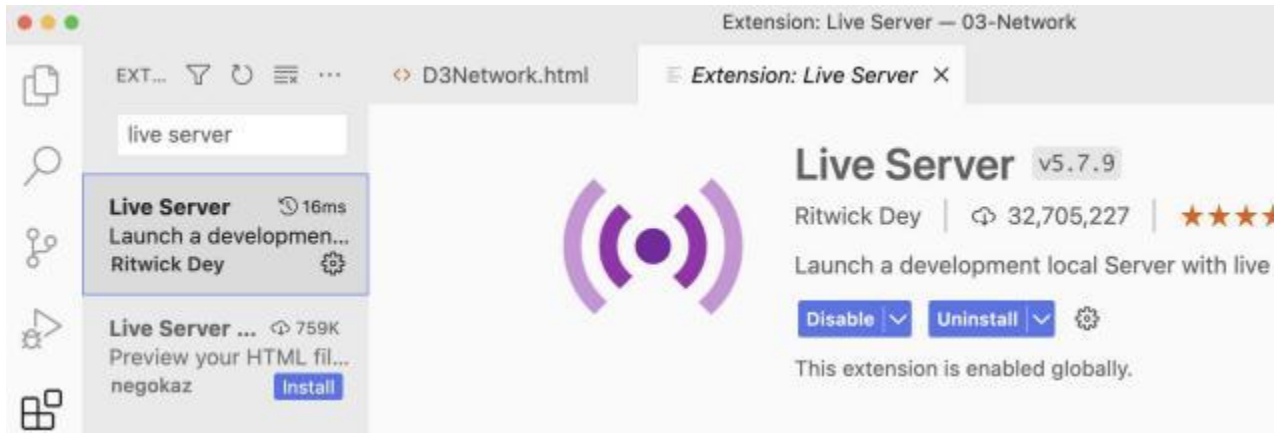 Extension: Live Server — 03-Network
EXT...
D3Network.html
Extension: Live Server
live server
Live Server 16ms
Launch a developmen...
Ritwick Dey
Live Server ... 759K
Preview your HTML fil...
negokaz Install
Live Server v5.7.9
Ritwick Dey 32,705,227
Launch a development local Server with live
Disable Uninstall
This extension is enabled globally.